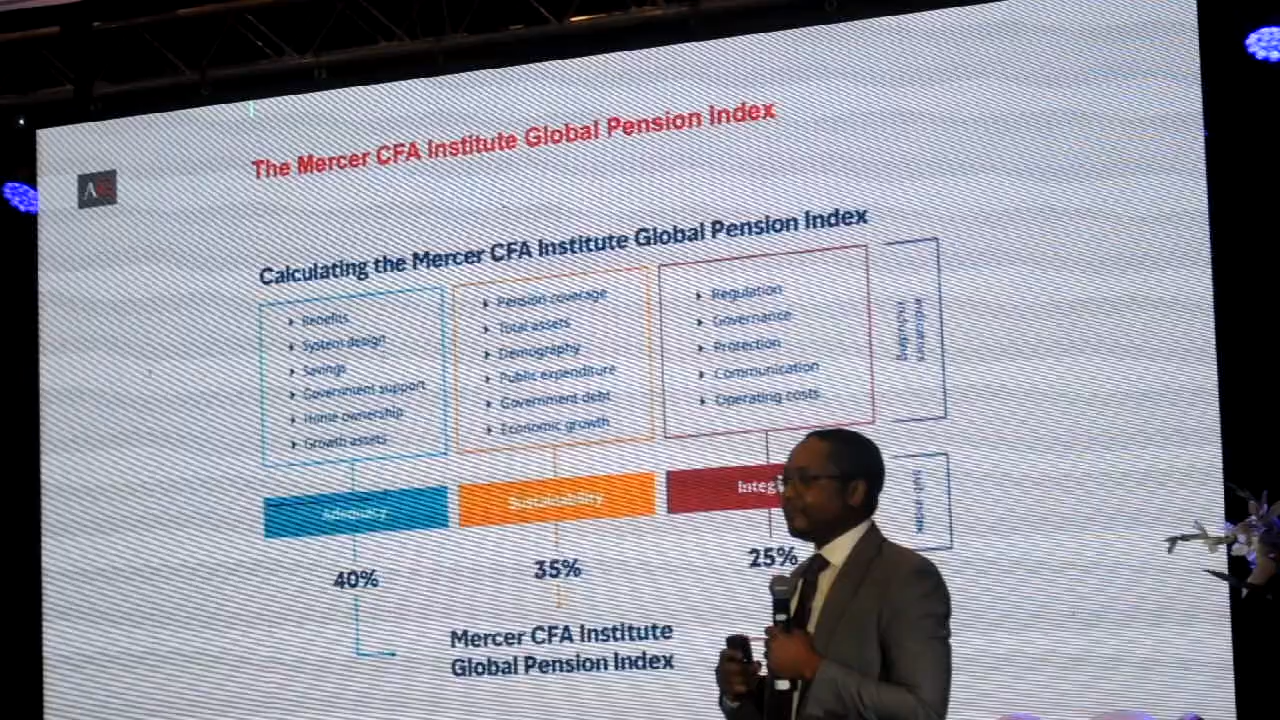 The Mercer CFA Institute Global Pension Index
Calculating the Mercer CFA Institute Global Pension Index
Benefits
System design
Savings
Government support
Home ownership
Growth assets
Pension coverage
Total assets
Demography
Public expenditure
Government debt
Economic growth
Regulation
Governance
Protection
Communication
Operating costs
Indicators
including
Adequacy
Sustainability
40%
35%
25%
Mercer CFA Institute
Global Pension Index